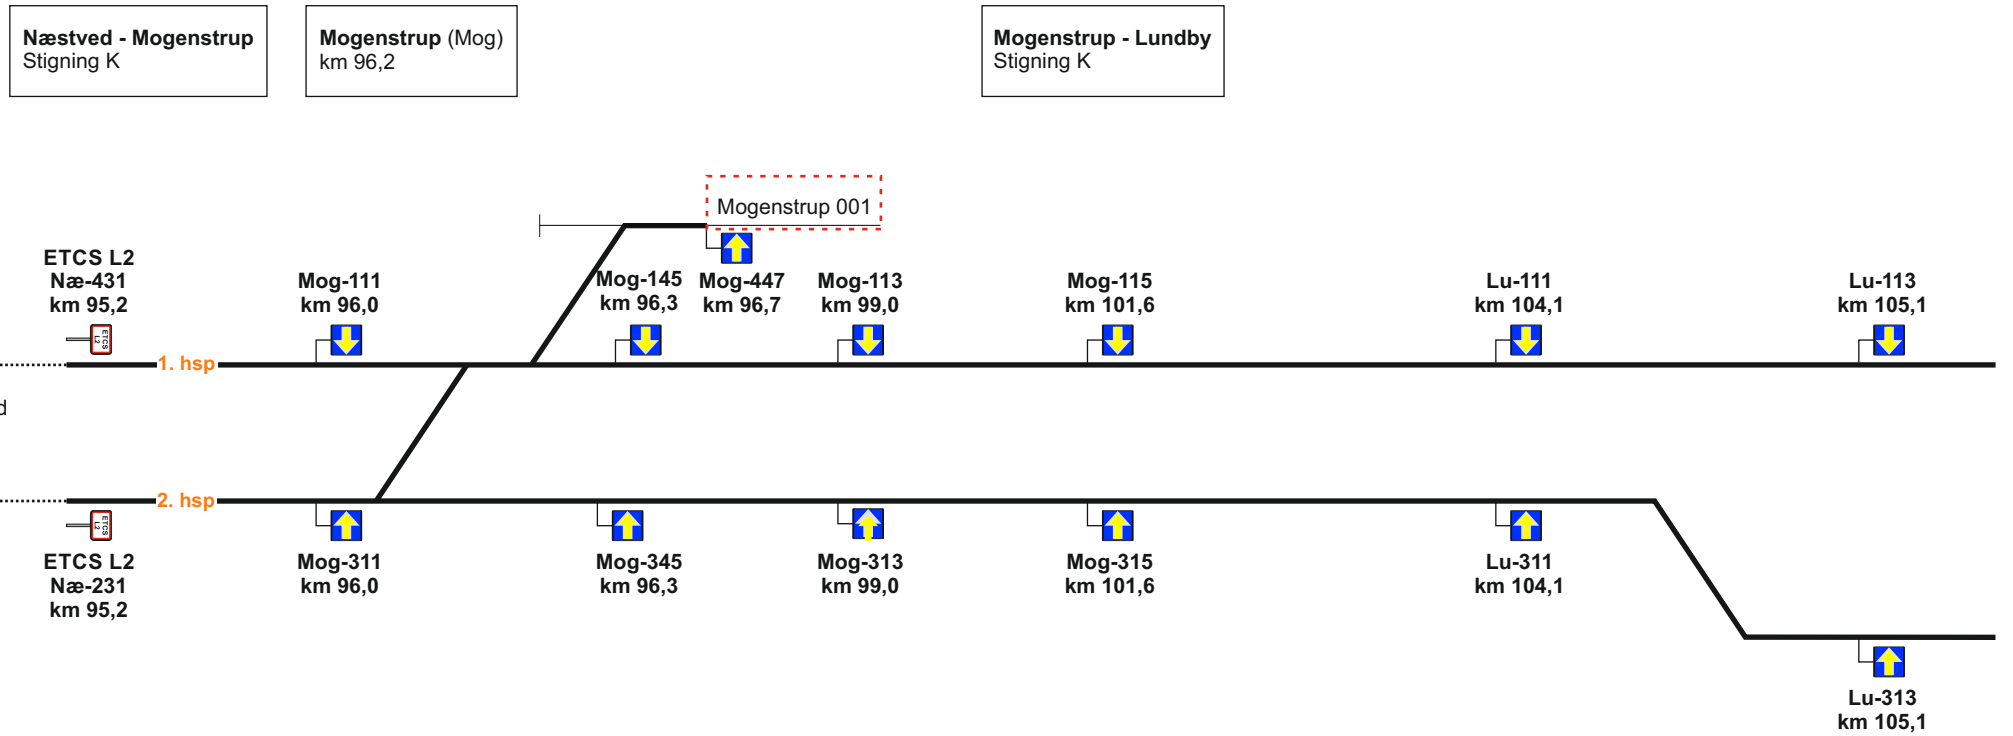 Næstved - Mogenstrup
Stigning K
Mogenstrup (Mog)
km 96,2
Mogenstrup - Lundby
Stigning K
Mogenstrup 001
ETCS L2
Næ-431
km 95,2
Mog-111
km 96,0
Mog-145
km 96,3
Mog-447
km 96,7
Mog-113
km 99,0
Mog-115
km 101,6
Lu-111
km 104,1
Lu-113
km 105,1
ETCS
L2
1. hsp
d
2. hsp
ETCS
L2
ETCS L2
Næ-231
km 95,2
Mog-311
km 96,0
Mog-345
km 96,3
Mog-313
km 99,0
Mog-315
km 101,6
Lu-311
km 104,1
Lu-313
km 105,1